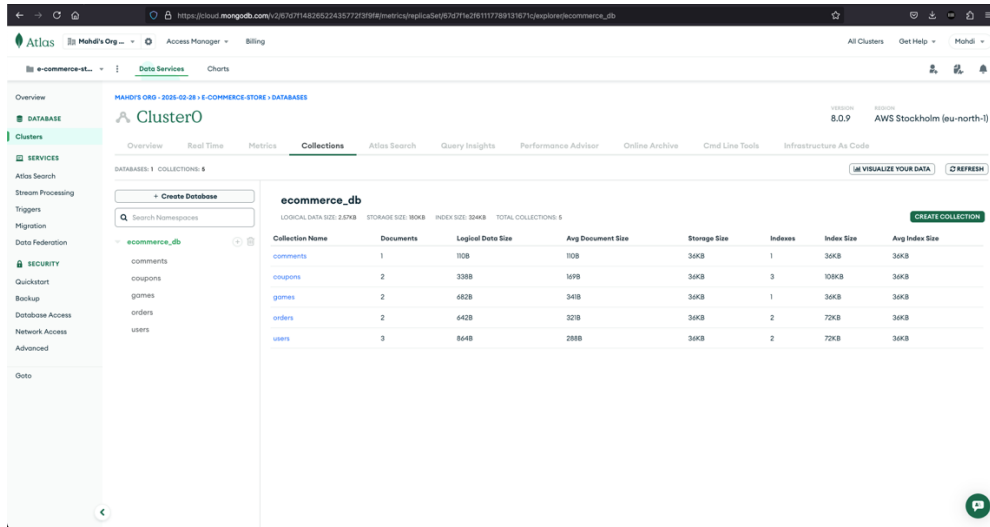 https://cloud.mongodb.com/v2/67d7f14826522435772f3f9f#/metrics/replicaSet/67d7f1e2f61117789131671c/explorer/ecommerce_db
Atlas Mahdi's Org ... Access Manager Billing All Clusters Get Help Mahdi
e-commerce-st... Data Services Charts
Overview
DATABASE
Clusters
SERVICES
Atlas Search
Stream Processing
Triggers
Migration
Data Federation
SECURITY
Quickstart
Backup
Database Access
Network Access
Advanced
Goto
MAHDI'S ORG - 2025-02-28 > E-COMMERCE-STORE > DATABASES
Cluster0
VERSION
8.0.9
REGION
AWS Stockholm (eu-north-1)
Overview Real Time Metrics Collections Atlas Search Query Insights Performance Advisor Online Archive Cmd Line Tools Infrastructure As Code
DATABASES: 1 COLLECTIONS: 5 VISUALIZE YOUR DATA REFRESH
+ Create Database
Search Namespaces
ecommerce_db
comments
coupons
games
orders
users
ecommerce_db
LOGICAL DATA SIZE: 2.57KB STORAGE SIZE: 180KB INDEX SIZE: 324KB TOTAL COLLECTIONS: 5 CREATE COLLECTION
Collection Name Documents Logical Data Size Avg Document Size Storage Size Indexes Index Size Avg Index Size
comments 1 110B 110B 36KB 1 36KB 36KB
coupons 2 338B 169B 36KB 3 108KB 36KB
games 2 682B 341B 36KB 1 36KB 36KB
orders 2 642B 321B 36KB 2 72KB 36KB
users 3 864B 288B 36KB 2 72KB 36KB